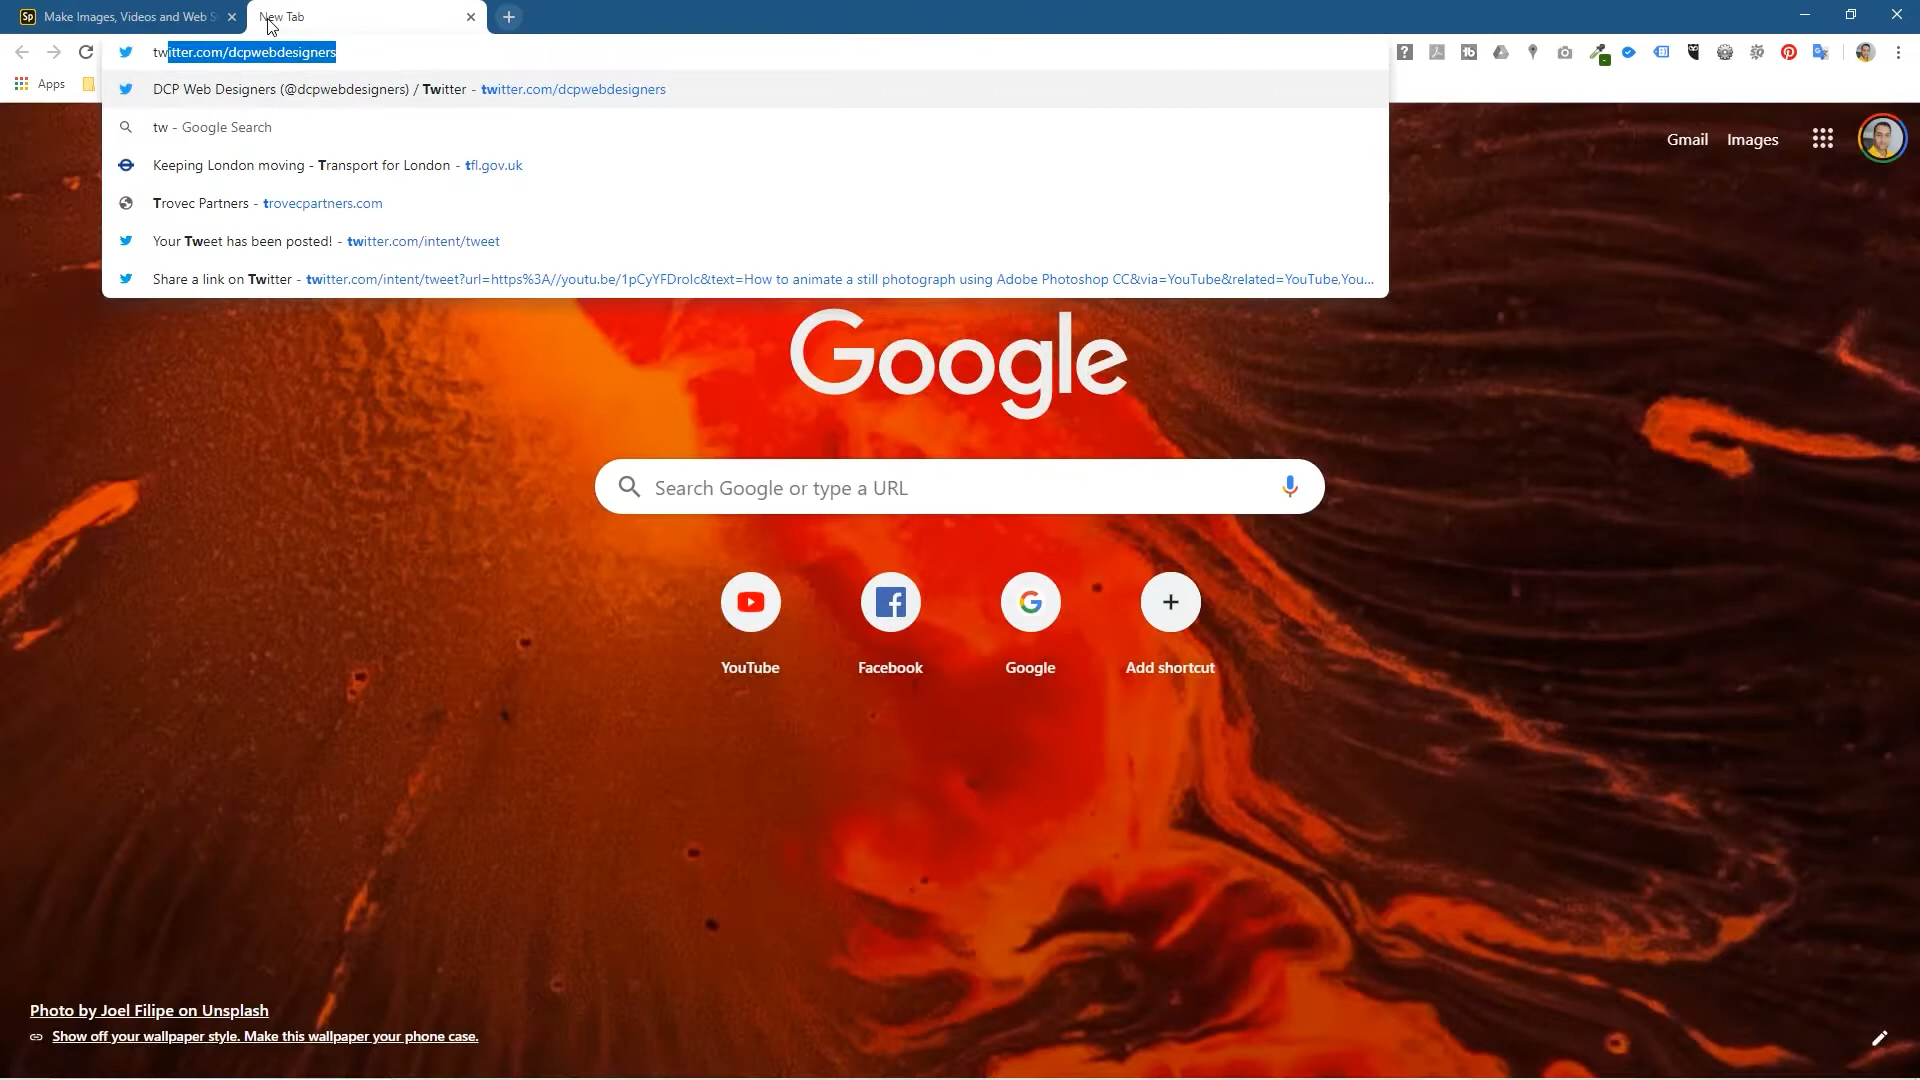 Sp Make Images, Videos and Web S
New Tab
twitter.com/dcpwebdesigners
Apps
DCP Web Designers (@dcpwebdesigners) / Twitter - twitter.com/dcpwebdesigners
tw - Google Search
Keeping London moving - Transport for London - tfl.gov.uk
Trovec Partners - trovecpartners.com
Your Tweet has been posted! - twitter.com/intent/tweet
Share a link on Twitter - twitter.com/intent/tweet?url=https%3A//youtu.be/1pCyYFDroIc&text=How to animate a still photograph using Adobe Photoshop CC&via=YouTube&related=YouTube,You...
Gmail Images
Google
Search Google or type a URL
YouTube Facebook Google Add shortcut
Photo by Joel Filipe on Unsplash
Show off your wallpaper style. Make this wallpaper your phone case.